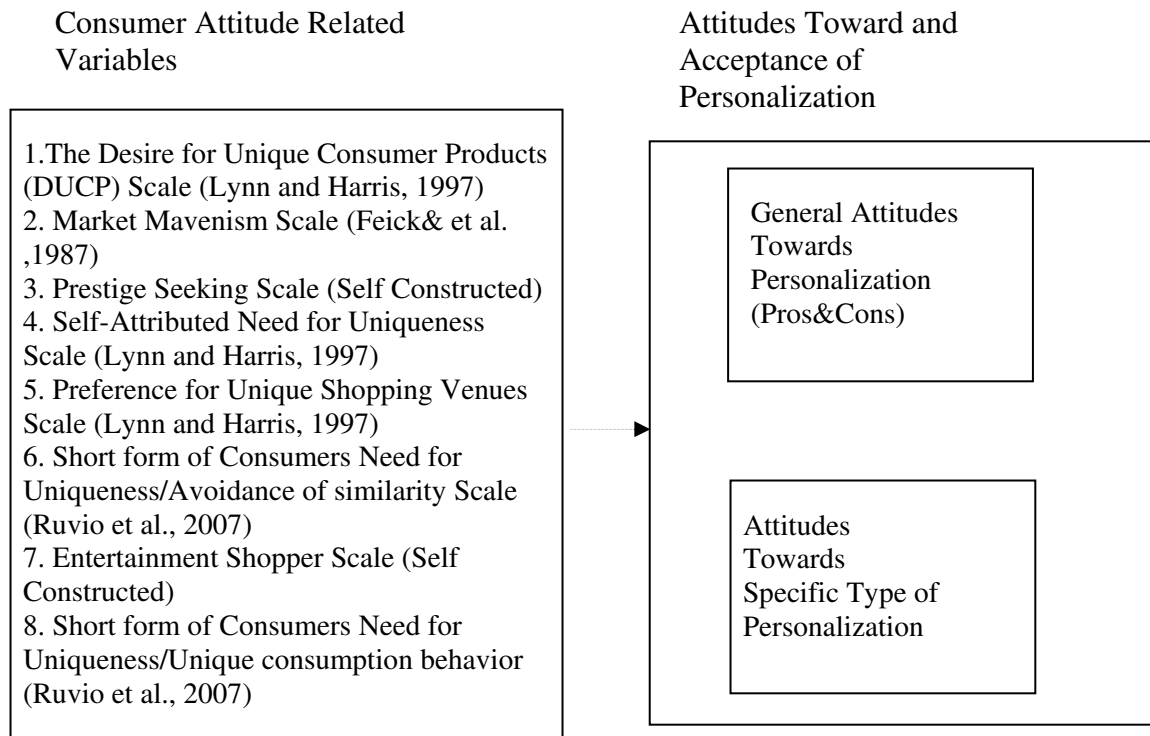 Consumer Attitude Related
Variables
1.The Desire for Unique Consumer Products
(DUCP) Scale (Lynn and Harris, 1997)
2. Market Mavenism Scale (Feick& et al.
,1987)
3. Prestige Seeking Scale (Self Constructed)
4. Self-Attributed Need for Uniqueness
Scale (Lynn and Harris, 1997)
5. Preference for Unique Shopping Venues
Scale (Lynn and Harris, 1997)
6. Short form of Consumers Need for
Uniqueness/Avoidance of similarity Scale
(Ruvio et al., 2007)
7. Entertainment Shopper Scale (Self
Constructed)
8. Short form of Consumers Need for
Uniqueness/Unique consumption behavior
(Ruvio et al., 2007)
Attitudes Toward and
Acceptance of
Personalization
General Attitudes
Towards
Personalization
(Pros&Cons)
Attitudes
Towards
Specific Type of
Personalization